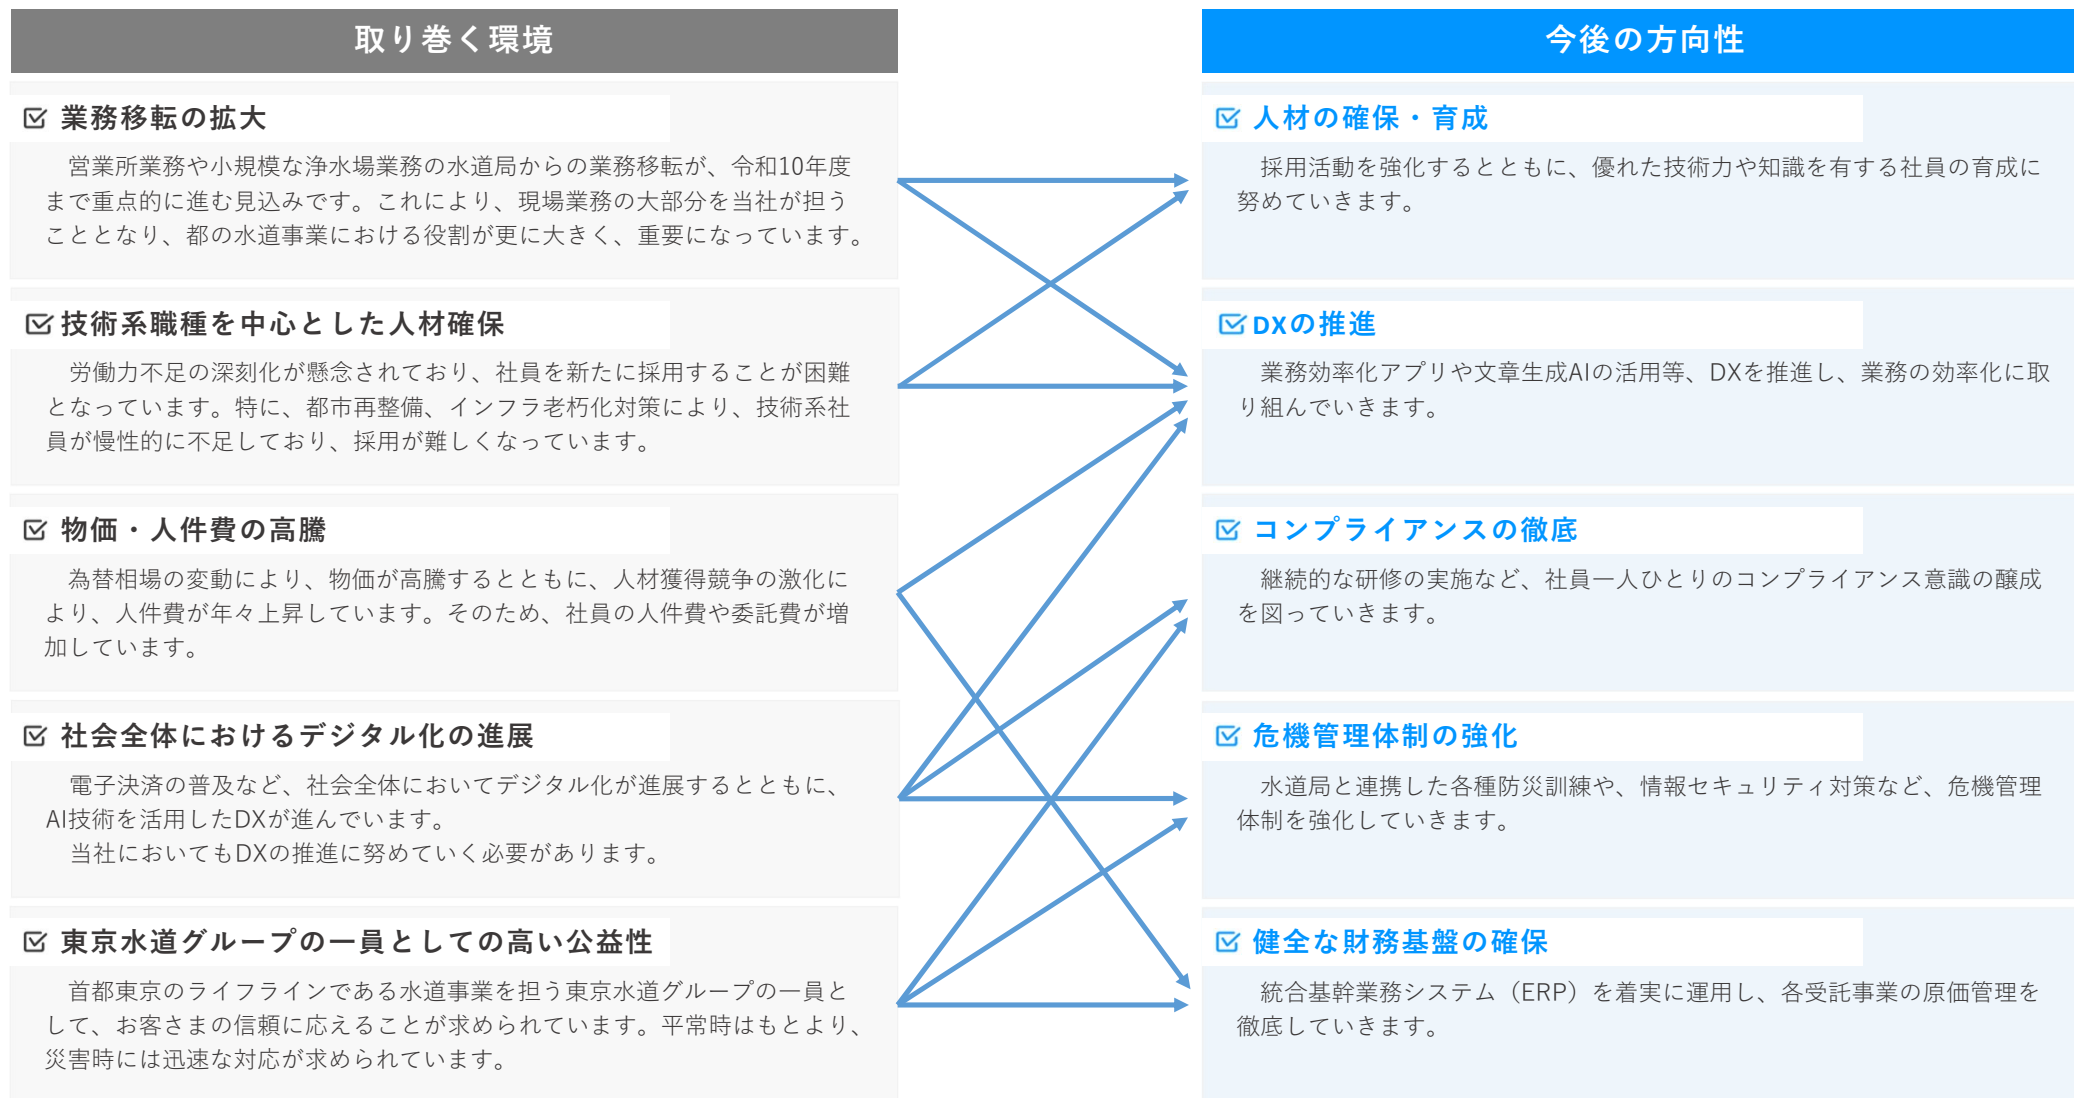 取り巻く環境
業務移転の拡大
営業所業務や小規模な浄水場業務の水道局からの業務移転が、令和10年度
まで重点的に進む見込みです。これにより、現場業務の大部分を当社が担う
こととなり、都の水道事業における役割が更に大きく、重要になっています。
技術系職種を中心とした人材確保
労働力不足の深刻化が懸念されており、社員を新たに採用することが困難
となっています。特に、都市再整備、インフラ老朽化対策により、技術系社
員が慢性的に不足しており、採用が難しくなっています。
物価・人件費の高騰
為替相場の変動により、物価が高騰するとともに、人材獲得競争の激化に
より、人件費が年々上昇しています。そのため、社員の人件費や委託費が増
加しています。
社会全体におけるデジタル化の進展
電子決済の普及など、社会全体においてデジタル化が進展するとともに、
AI技術を活用したDXが進んでいます。
当社においてもDXの推進に努めていく必要があります。
東京水道グループの一員としての高い公益性
首都東京のライフラインである水道事業を担う東京水道グループの一員と
して、お客さまの信頼に応えることが求められています。平常時はもとより、
災害時には迅速な対応が求められています。
今後の方向性
人材の確保・育成
採用活動を強化するとともに、優れた技術力や知識を有する社員の育成に
努めていきます。
DXの推進
業務効率化アプリや文章生成AIの活用等、DXを推進し、業務の効率化に取
り組んでいきます。
コンプライアンスの徹底
継続的な研修の実施など、社員一人ひとりのコンプライアンス意識の醸成
を図っていきます。
危機管理体制の強化
水道局と連携した各種防災訓練や、情報セキュリティ対策など、危機管理
体制を強化していきます。
健全な財務基盤の確保
統合基幹業務システム（ERP）を着実に運用し、各受託事業の原価管理を
徹底していきます。